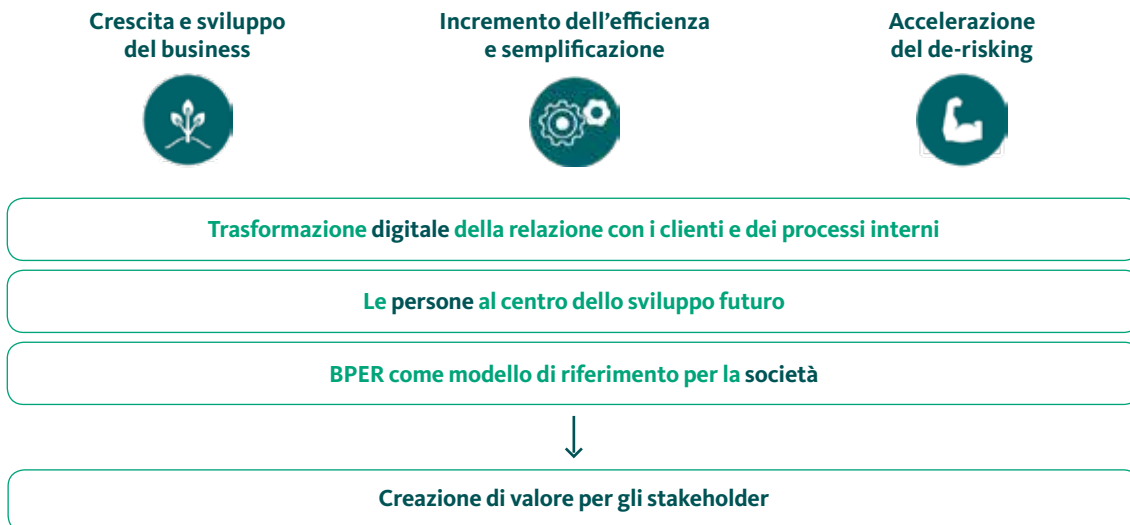 Crescita e sviluppo
del business
Incremento dell'efficienza
e semplificazione
Accelerazione
del de-risking
Trasformazione digitale della relazione con i clienti e dei processi interni
Le persone al centro dello sviluppo futuro
BPER come modello di riferimento per la società
Creazione di valore per gli stakeholder